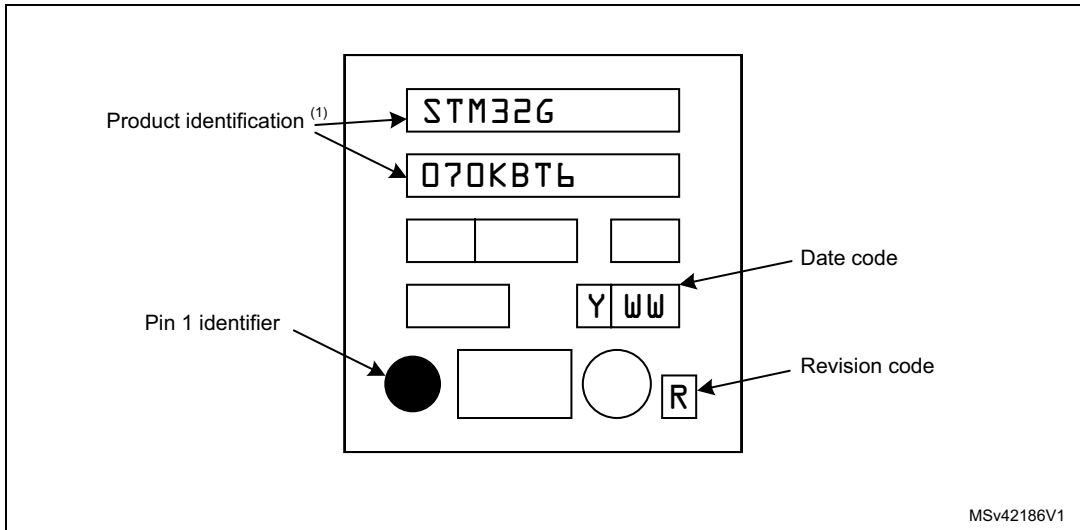 STM32G
Product identification (1)
070KBT6
Date code
Y WW
Pin 1 identifier
Revision code
R
MSv42186V1